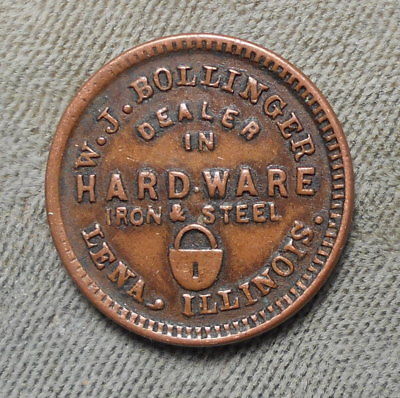 W. J. BOLLINGER
DEALER
IN
HARD·WARE
IRON & STEEL
LENA, ILLINOIS.